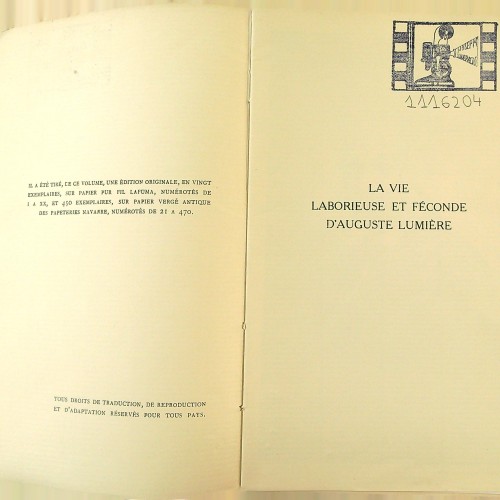 IL A ÉTÉ TIRÉ, DE CE VOLUME, UNE ÉDITION ORIGINALE, EN VINGT
EXEMPLAIRES, SUR PAPIER PUR FIL LAFUMA, NUMÉROTÉS DE
I A XX, ET 450 EXEMPLAIRES, SUR PAPIER VERGÉ ANTIQUE
DES PAPETERIES NAVARRE, NUMÉROTÉS DE 21 A 470.
TOUS DROITS DE TRADUCTION, DE REPRODUCTION
ET D'ADAPTATION RÉSERVÉS POUR TOUS PAYS.
1116204
LA VIE
LABORIEUSE ET FÉCONDE
D'AUGUSTE LUMIÈRE